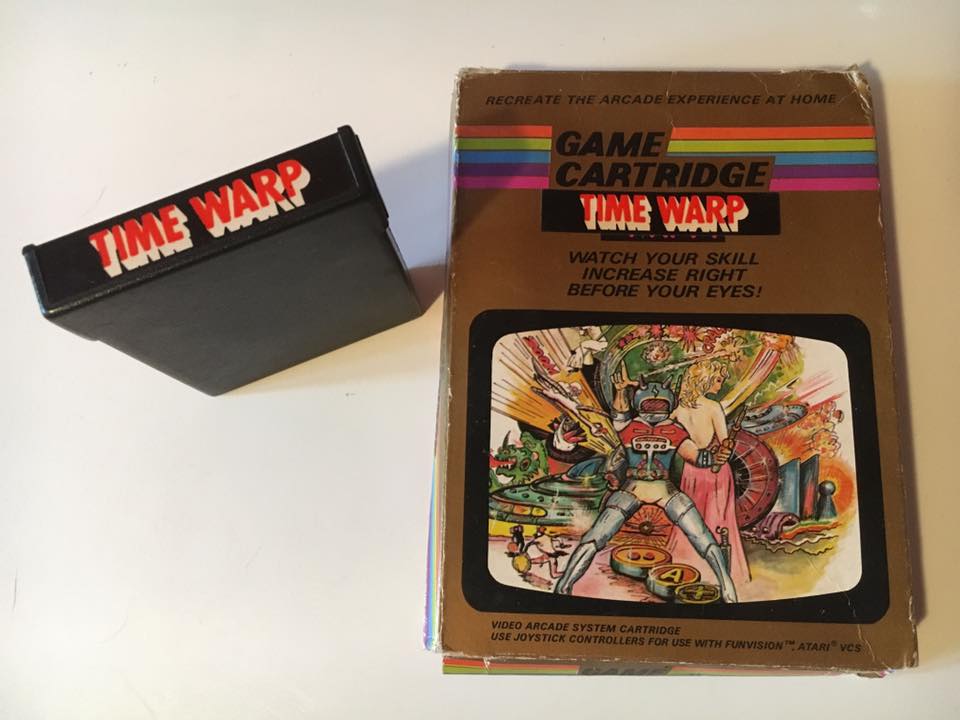 TIME WARP
RECREATE THE ARCADE EXPERIENCE AT HOME
GAME
CARTRIDGE
TIME WARP
WATCH YOUR SKILL
INCREASE RIGHT
BEFORE YOUR EYES!
A
VIDEO ARCADE SYSTEM CARTRIDGE
USE JOYSTICK CONTROLLERS FOR USE WITH FUNVISION™, ATARI® VCS
GAME